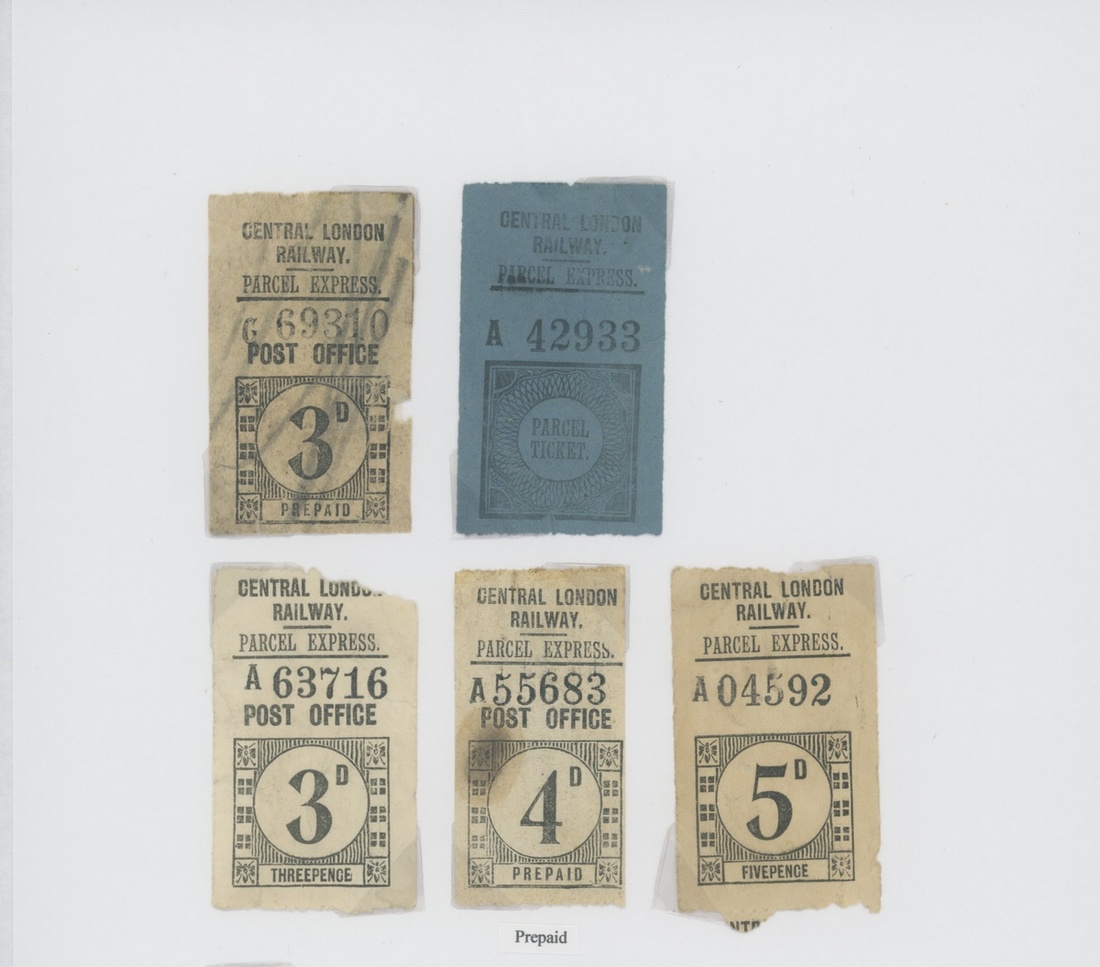 CENTRAL LONDON
RAILWAY.
PARCEL EXPRESS.
G 69310
POST OFFICE
3D
PREPAID
CENTRAL LONDON
RAILWAY.
PARCEL EXPRESS.
A 42933
PARCEL
TICKET.
CENTRAL LONDON
RAILWAY.
PARCEL EXPRESS.
A 63716
POST OFFICE
3D
THREEPENCE
CENTRAL LONDON
RAILWAY.
PARCEL EXPRESS.
A 55683
POST OFFICE
4D
PREPAID
CENTRAL LONDON
RAILWAY.
PARCEL EXPRESS.
A 04592
5D
FIVEPENCE
Prepaid